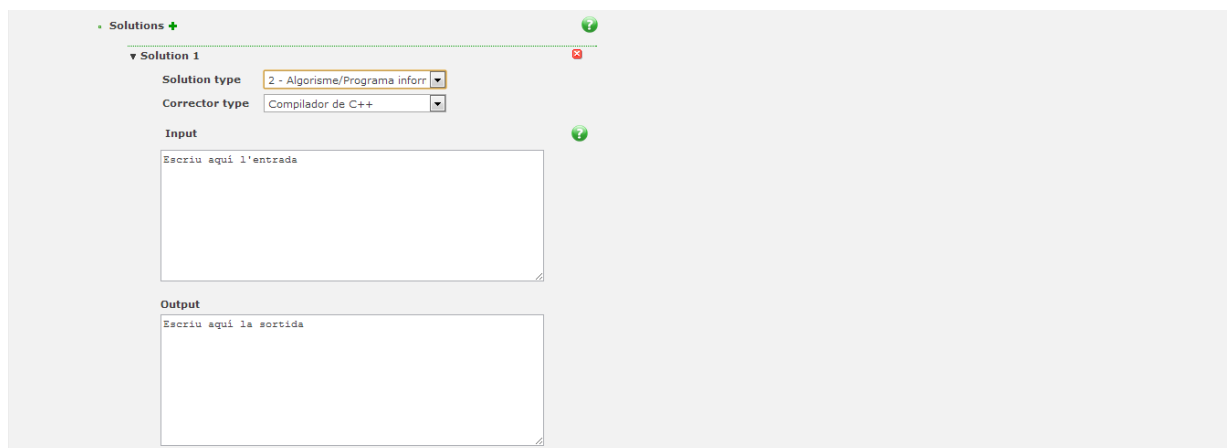 Solutions
Solution 1
Solution type 2 - Algorisme/Programa inforr
Corrector type Compilador de C++
Input
Escriu aquí l'entrada
Output
Escriu aquí la sortida